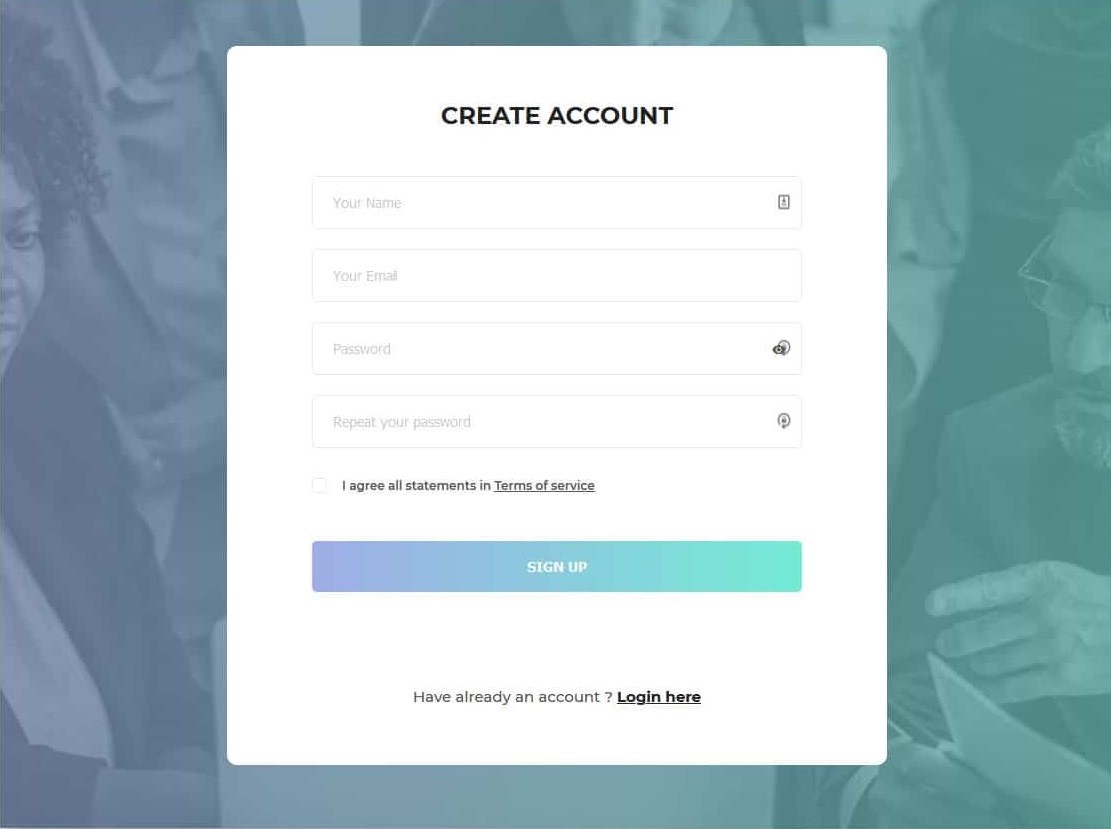 CREATE ACCOUNT
Your Name
Your Email
Password
Repeat your password
I agree all statements in Terms of service
SIGN UP
Have already an account ? Login here